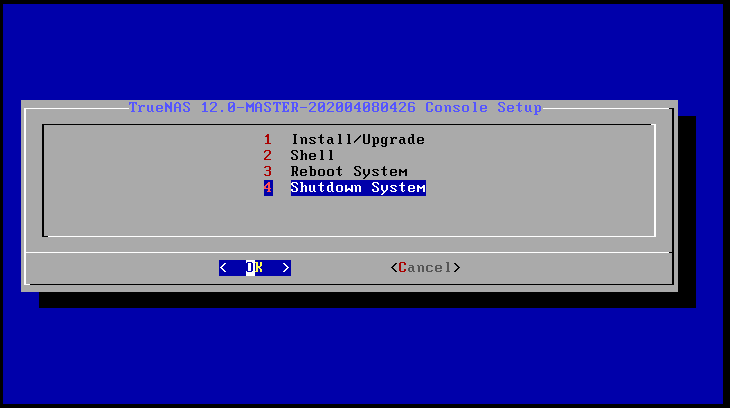 TrueNAS 12.0-MASTER-202004080426 Console Setup
1 Install/Upgrade
2 Shell
3 Reboot System
4 Shutdown System
< OK > <Cancel>